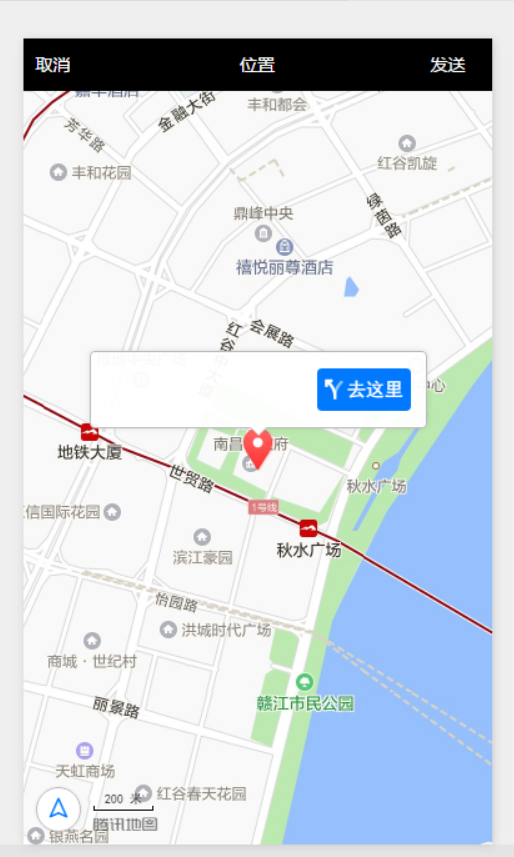 取消
位置
发送
金融大街
丰和都会
芳华路
丰和花园
红谷凯旋
绿茵路
鼎峰中央
禧悦丽尊酒店
会展路
红谷
去这里
中心
地铁大厦
南昌
府
世贸路
秋水广场
信国际花园
1号线
秋水广场
滨江豪园
怡园路
洪城时代广场
商城·世纪村
丽景路
赣江市民公园
天虹商场
200 米
红谷春天花园
腾讯地图
银燕名园